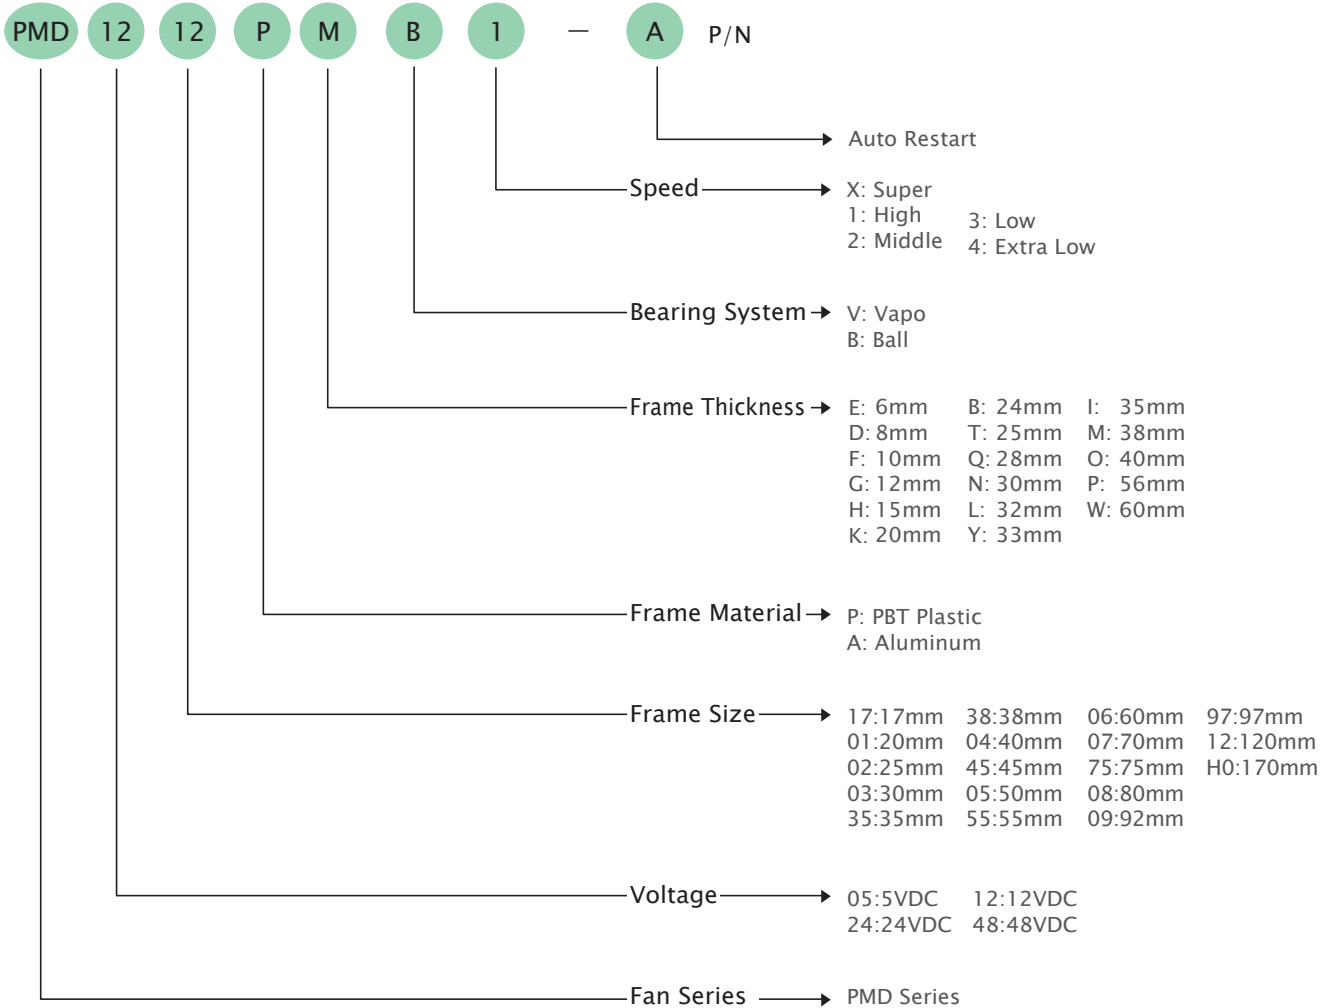 PMD 12 12 P M B 1 — A P/N
Auto Restart
Speed X: Super
1: High 3: Low
2: Middle 4: Extra Low
Bearing System V: Vapo
B: Ball
Frame Thickness E: 6mm B: 24mm I: 35mm
D: 8mm T: 25mm M: 38mm
F: 10mm Q: 28mm O: 40mm
G: 12mm N: 30mm P: 56mm
H: 15mm L: 32mm W: 60mm
K: 20mm Y: 33mm
Frame Material P: PBT Plastic
A: Aluminum
Frame Size 17:17mm 38:38mm 06:60mm 97:97mm
01:20mm 04:40mm 07:70mm 12:120mm
02:25mm 45:45mm 75:75mm H0:170mm
03:30mm 05:50mm 08:80mm
35:35mm 55:55mm 09:92mm
Voltage 05:5VDC 12:12VDC
24:24VDC 48:48VDC
Fan Series PMD Series